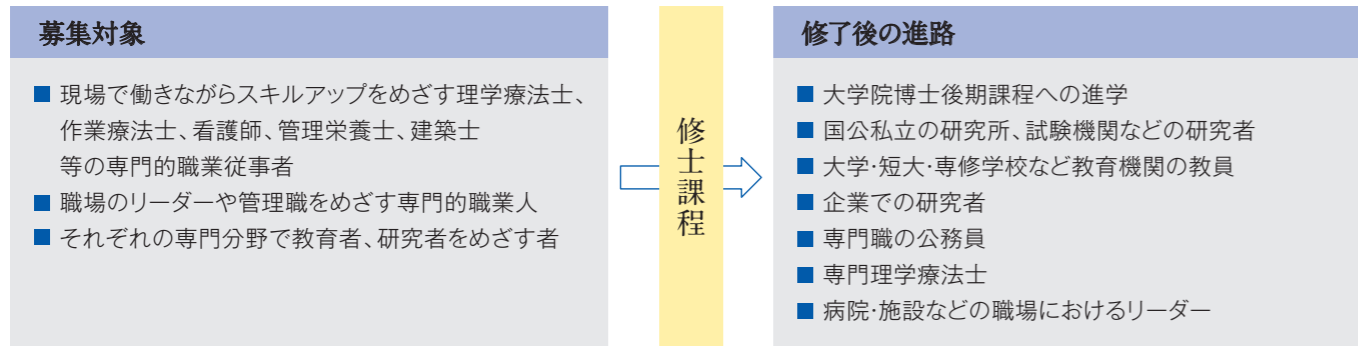 募集対象
■ 現場で働きながらスキルアップをめざす理学療法士、
作業療法士、看護師、管理栄養士、建築士
等の専門的職業従事者
■ 職場のリーダーや管理職をめざす専門的職業人
■ それぞれの専門分野で教育者、研究者をめざす者
修士課程
修了後の進路
■ 大学院博士後期課程への進学
■ 国公私立の研究所、試験機関などの研究者
■ 大学・短大・専修学校など教育機関の教員
■ 企業での研究者
■ 専門職の公務員
■ 専門理学療法士
■ 病院・施設などの職場におけるリーダー